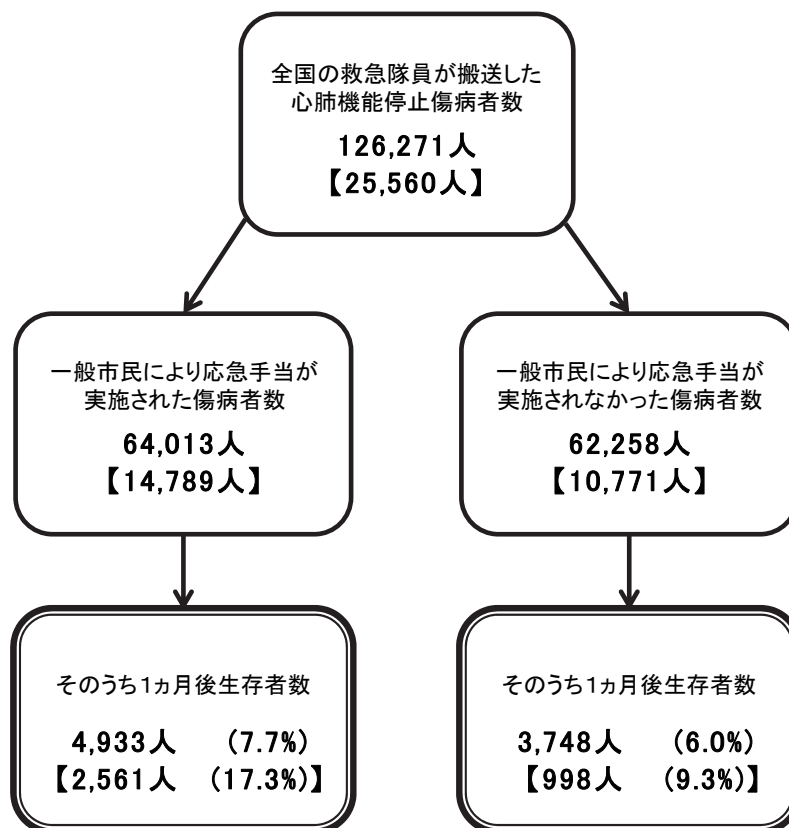 全国の救急隊員が搬送した
心肺機能停止傷病者数
126,271人
【25,560人】
一般市民により応急手当が
実施された傷病者数
64,013人
【14,789人】
一般市民により応急手当が
実施されなかった傷病者数
62,258人
【10,771人】
そのうち1ヵ月後生存者数
4,933人 (7.7%)
【2,561人 (17.3%)】
そのうち1ヵ月後生存者数
3,748人 (6.0%)
【998人 (9.3%)】